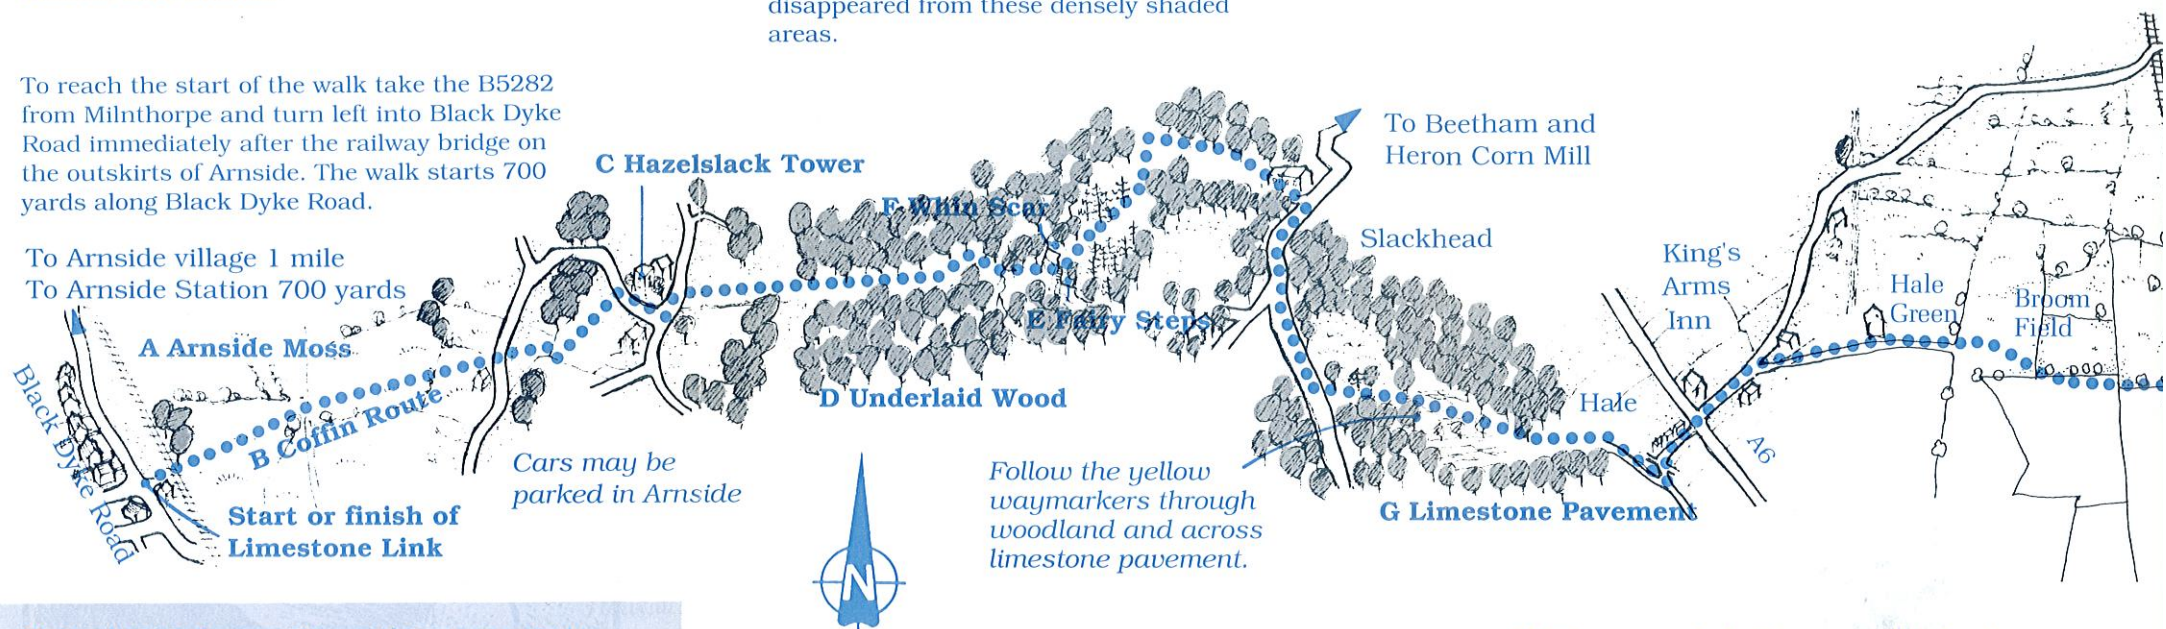 disappeared from these densely shaded
areas.
To reach the start of the walk take the B5282
from Milnthorpe and turn left into Black Dyke
Road immediately after the railway bridge on
the outskirts of Arnside. The walk starts 700
yards along Black Dyke Road.
To Arnside village 1 mile
To Arnside Station 700 yards
A Arnside Moss
Black Dyke Road
B Coffin Route
Start or finish of
Limestone Link
C Hazelslack Tower
Cars may be
parked in Arnside
F Whin Scar
E Fairy Steps
D Underlaid Wood
N
To Beetham and
Heron Corn Mill
Slackhead
Follow the yellow
waymarkers through
woodland and across
limestone pavement.
G Limestone Pavement
Hale
King's
Arms
Inn
A6
Hale
Green
Broom
Field